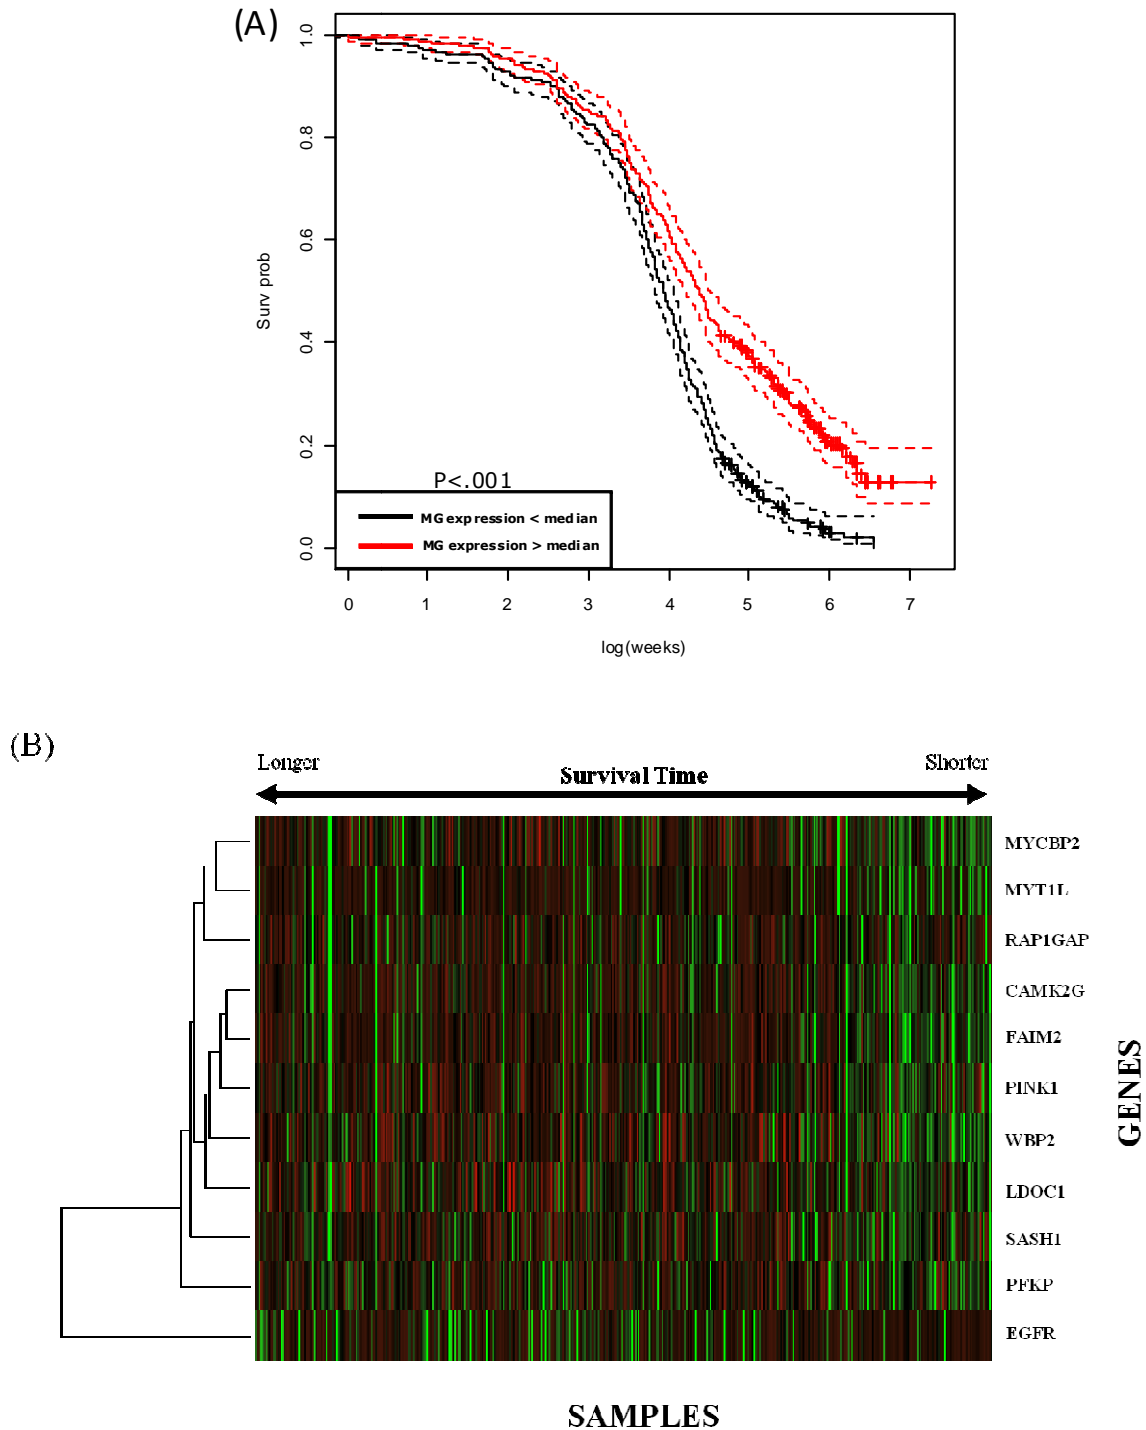 (A)
1.0
0.8
0.6
0.4
0.2
0.0
Surv prob
P<.001
MG expression < median
MG expression > median
0 1 2 3 4 5 6 7
log(weeks)
(B)
Longer Shorter
Survival Time
MYCBP2
MYT1L
RAP1GAP
CAMK2G
FAIM2
PINK1
WBP2
LDOC1
SASH1
PFKP
EGFR
GENES
SAMPLES